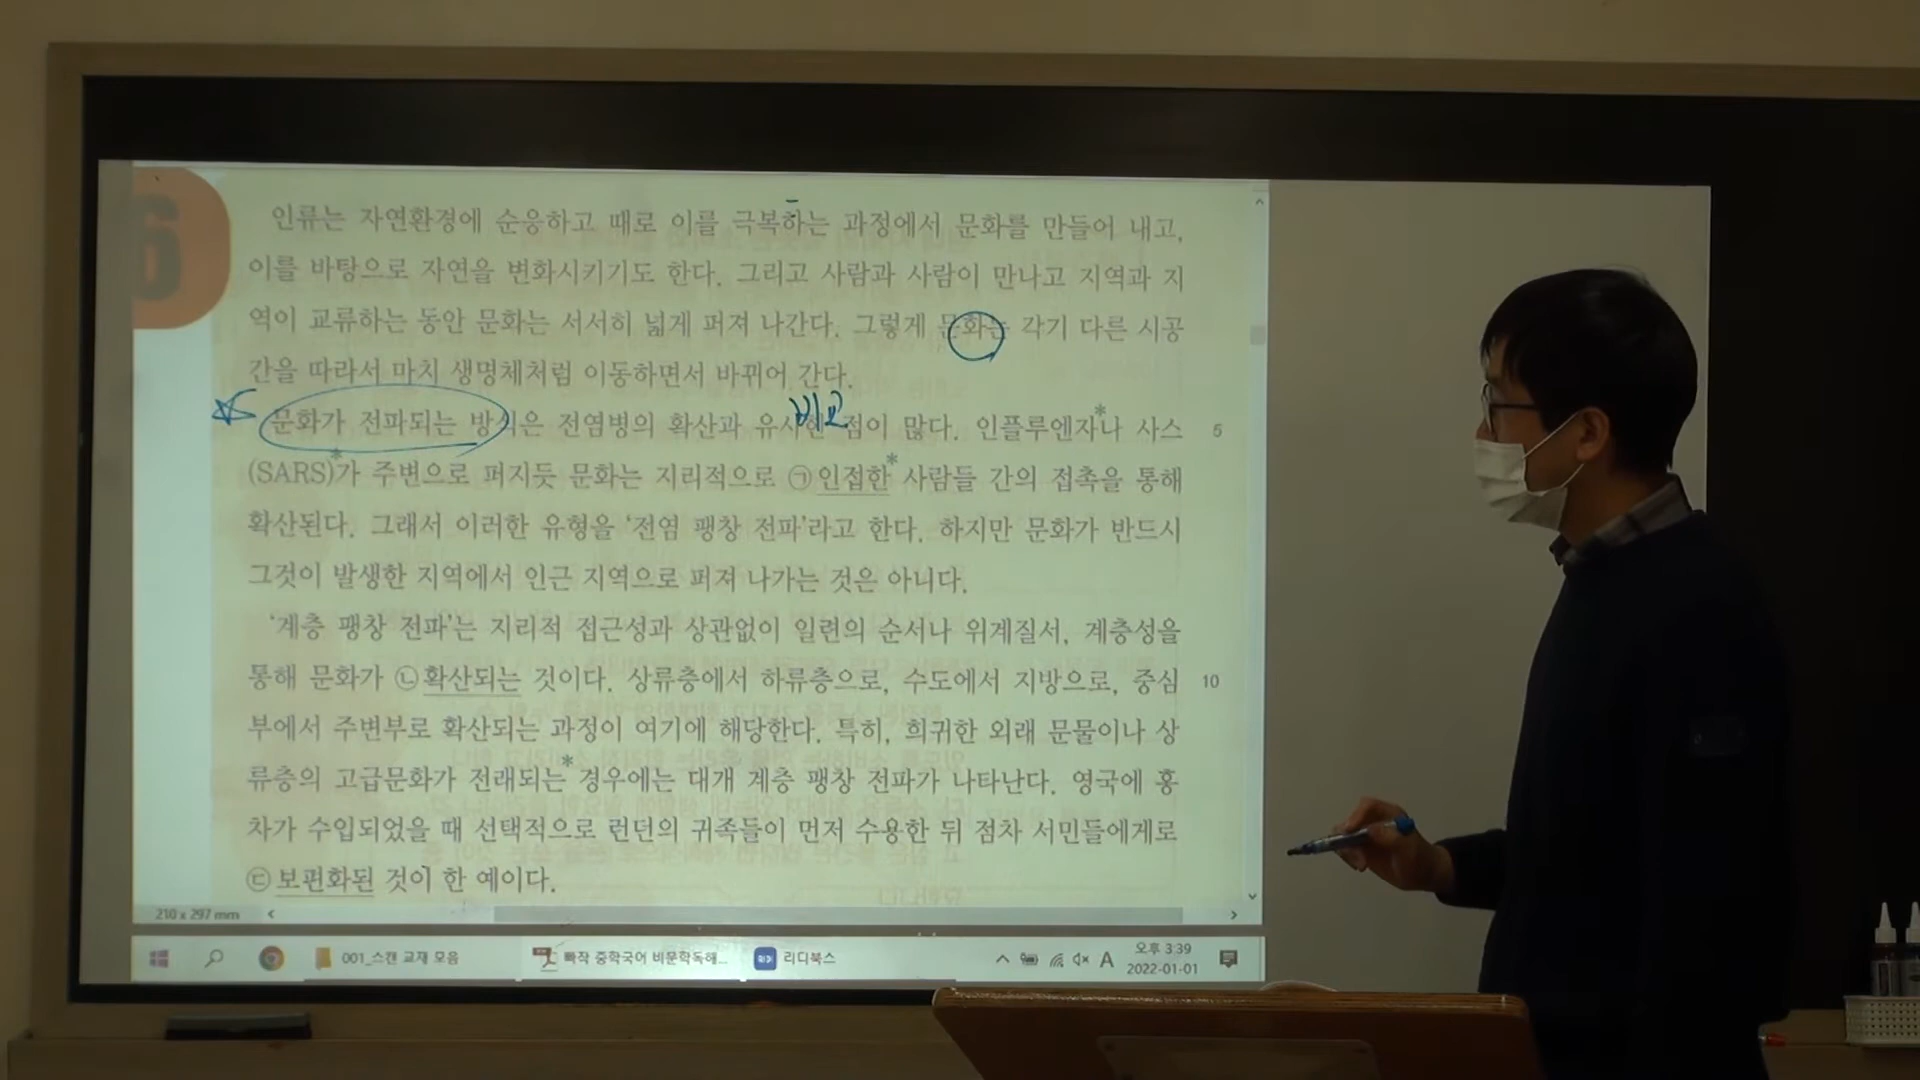 6
인류는 자연환경에 순응하고 때로 이를 극복하는 과정에서 문화를 만들어 내고,
이를 바탕으로 자연을 변화시키기도 한다. 그리고 사람과 사람이 만나고 지역과 지
역이 교류하는 동안 문화는 서서히 넓게 퍼져 나간다. 그렇게 문화는 각기 다른 시공
간을 따라서 마치 생명체처럼 이동하면서 바뀌어 간다.
비교
문화가 전파되는 방식은 전염병의 확산과 유사한 점이 많다. 인플루엔자*나 사스
5
(SARS)*가 주변으로 퍼지듯 문화는 지리적으로 ㉠인접한* 사람들 간의 접촉을 통해
확산된다. 그래서 이러한 유형을 ‘전염 팽창 전파’라고 한다. 하지만 문화가 반드시
그것이 발생한 지역에서 인근 지역으로 퍼져 나가는 것은 아니다.
‘계층 팽창 전파’는 지리적 접근성과 상관없이 일련의 순서나 위계질서, 계층성을
통해 문화가 ㉡확산되는 것이다. 상류층에서 하류층으로, 수도에서 지방으로, 중심
10
부에서 주변부로 확산되는 과정이 여기에 해당한다. 특히, 희귀한 외래 문물이나 상
류층의 고급문화가 전래되는* 경우에는 대개 계층 팽창 전파가 나타난다. 영국에 홍
차가 수입되었을 때 선택적으로 런던의 귀족들이 먼저 수용한 뒤 점차 서민들에게로
㉢보편화된 것이 한 예이다.
210 x 297 mm
001_스캔 교재 모음
빠작 중학국어 비문학독해...
리디북스
A
오후 3:39
2022-01-01